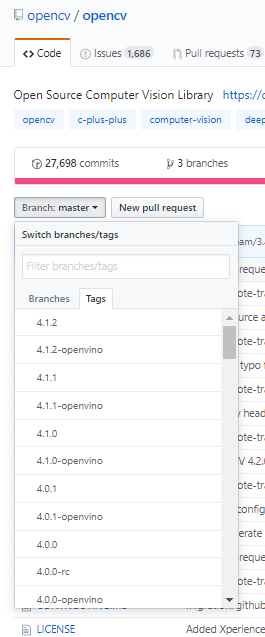 opencv / opencv
Code Issues 1,686 Pull requests 73
Open Source Computer Vision Library https://
opencv c-plus-plus computer-vision deep
27,698 commits 3 branches
Branch: master New pull request
Switch branches/tags
Filter branches/tags
Branches Tags
4.1.2
4.1.2-openvino
4.1.1
4.1.1-openvino
4.1.0
4.1.0-openvino
4.0.1
4.0.1-openvino
4.0.0
4.0.0-rc
4.0.0-openvino
LICENSE Added Xperience